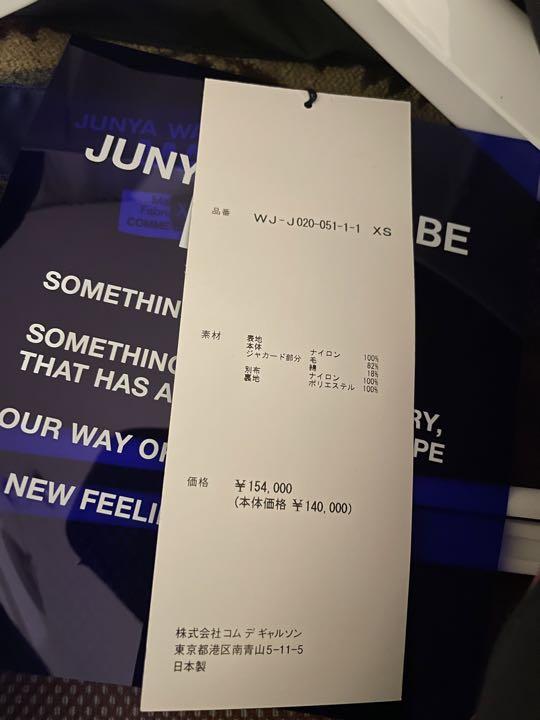 JUNYA WA
JUNY
BE
COMME
SOMETHIN
SOMETHING
THAT HAS A
RY,
OUR WAY OF
PE
NEW FEELI
品番 WJ-J020-051-1-1 XS
素材 表地
本体 ナイロン 100%
ジャカード部分 毛 82%
綿 18%
別布 ナイロン 100%
裏地 ポリエステル 100%
価格 ¥154,000
(本体価格 ¥140,000)
株式会社コム デ ギャルソン
東京都港区南青山5-11-5
日本製